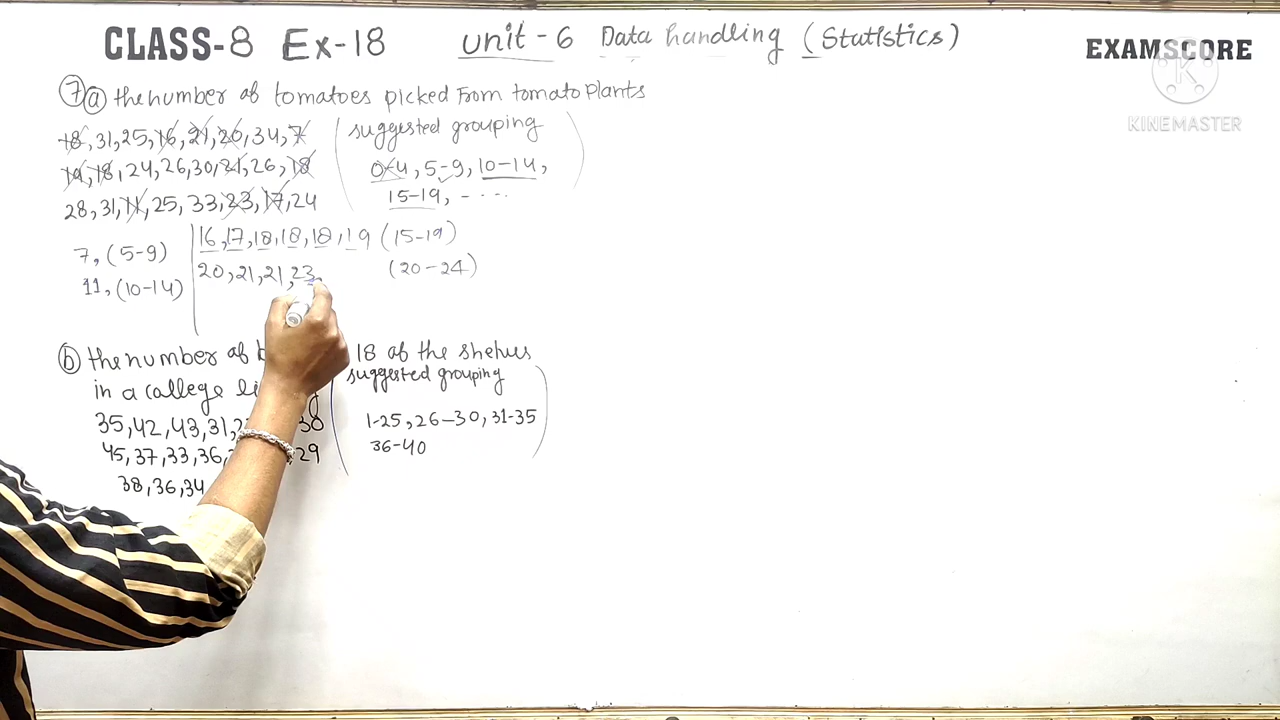 CLASS-8 Ex-18 unit-6 Data handling (Statistics)
EXAMSCORE
K
KINEMASTER
7 a the number of tomatoes picked From tomato Plants
18, 31, 25, 16, 21, 20, 34, 7
19, 18, 24, 26, 30, 21, 26, 18
28, 31, 11, 25, 33, 23, 17, 24
(suggested grouping
0-4, 5-9, 10-14,
15-19, - ....)
7, (5-9)
11, (10-14)
16, 17, 18, 18, 18, 19 (15-19)
20, 21, 21, 23, (20-24)
b the number of 18 of the shelves
in a college
35, 42, 43, 31, 30
45, 37, 33, 36, 29
38, 36, 34
(suggested grouping
1-25, 26-30, 31-35
36-40)